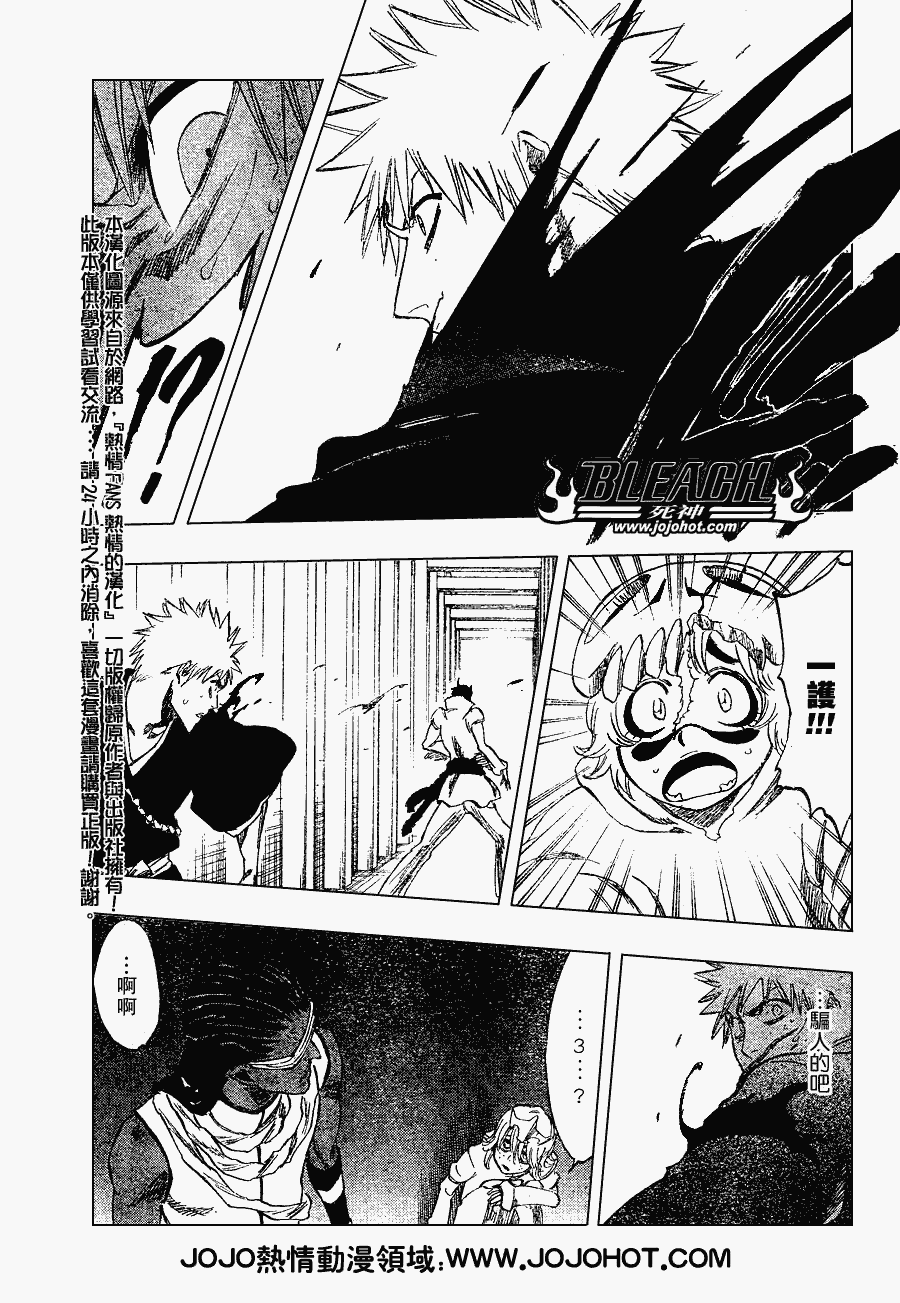 !?
BLEACH
死神
www.jojohot.com
一護!!!
…騙人的吧
…3…?
…啊啊
本漢化圖源來自於網路,『熱情FANS 熱情的漢化』一切版權歸原作者與出版社擁有!
此版本僅供學習試看交流…請24小時之內消除!喜歡這套漫畫請購買正版!謝謝。
JOJO熱情動漫領域:WWW.JOJOHOT.COM